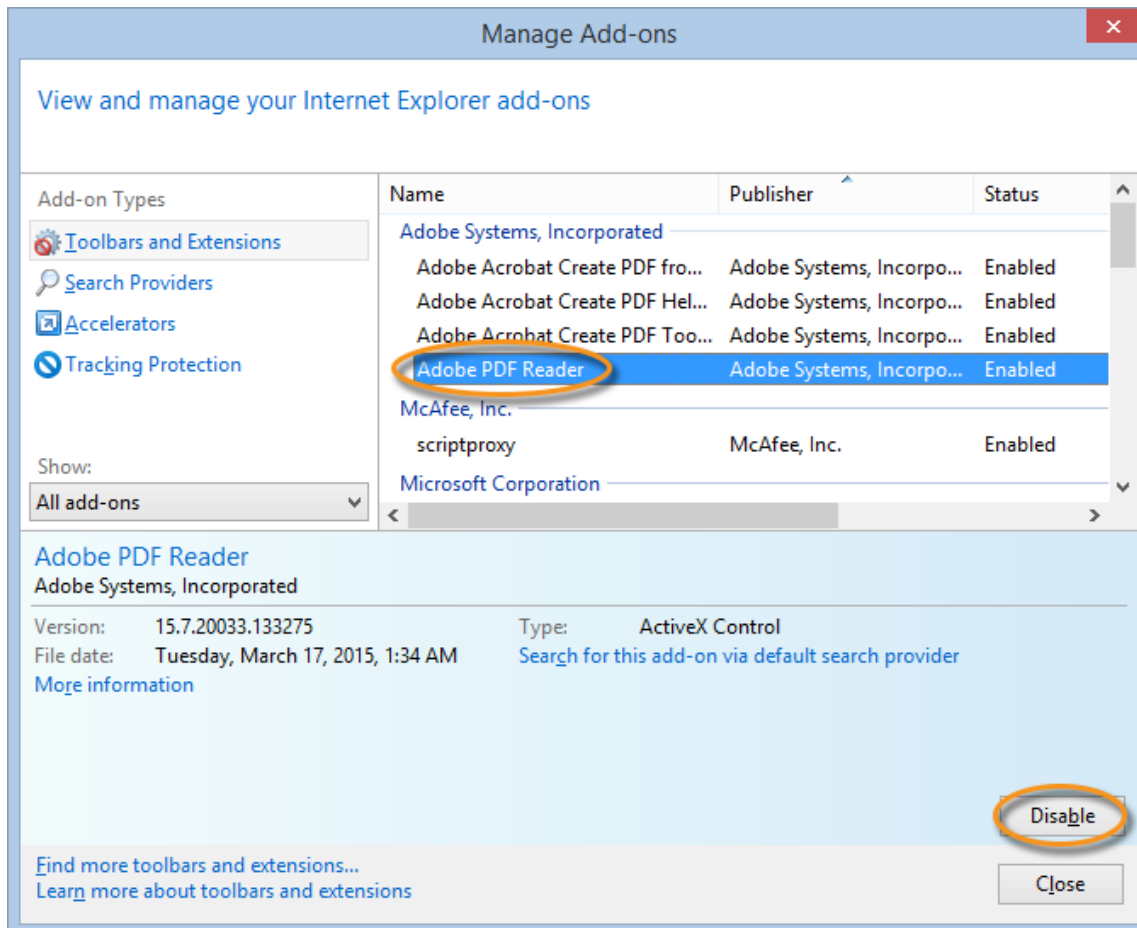 Manage Add-ons
View and manage your Internet Explorer add-ons
Add-on Types
Toolbars and Extensions
Search Providers
Accelerators
Tracking Protection
Show:
All add-ons
Name Publisher Status
Adobe Systems, Incorporated
Adobe Acrobat Create PDF fro... Adobe Systems, Incorpo... Enabled
Adobe Acrobat Create PDF Hel... Adobe Systems, Incorpo... Enabled
Adobe Acrobat Create PDF Too... Adobe Systems, Incorpo... Enabled
Adobe PDF Reader Adobe Systems, Incorpo... Enabled
McAfee, Inc.
scriptproxy McAfee, Inc. Enabled
Microsoft Corporation
Adobe PDF Reader
Adobe Systems, Incorporated
Version: 15.7.20033.133275 Type: ActiveX Control
File date: Tuesday, March 17, 2015, 1:34 AM Search for this add-on via default search provider
More information
Disable
Find more toolbars and extensions...
Learn more about toolbars and extensions
Close